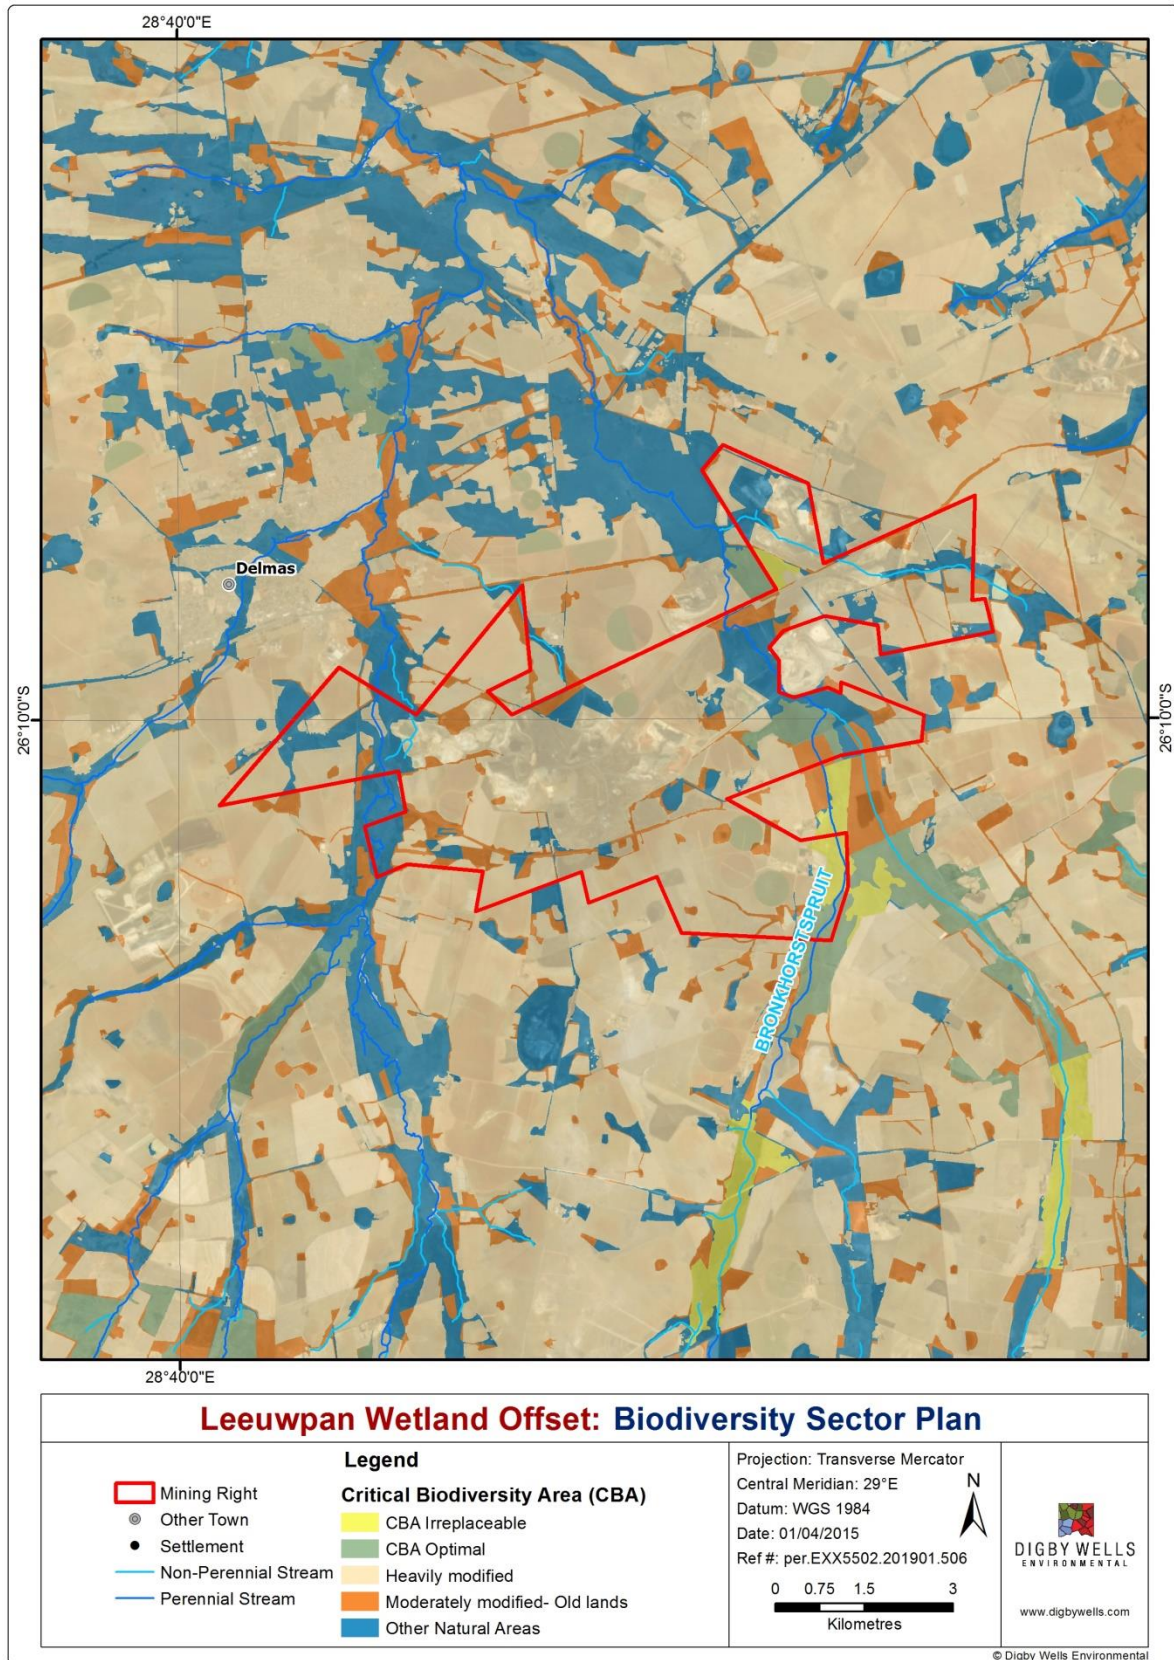 28°40'0"E
Delmas
26°10'0"S
26°10'0"S
BRONKHORSTSPRUIT
28°40'0"E
Leeuwpan Wetland Offset: Biodiversity Sector Plan
Legend
Mining Right
Other Town
Settlement
Non-Perennial Stream
Perennial Stream
Critical Biodiversity Area (CBA)
CBA Irreplaceable
CBA Optimal
Heavily modified
Moderately modified- Old lands
Other Natural Areas
Projection: Transverse Mercator
Central Meridian: 29°E
Datum: WGS 1984
Date: 01/04/2015
Ref #: per.EXX5502.201901.506
N
0 0.75 1.5 3
Kilometres
DIGBY WELLS
ENVIRONMENTAL
www.digbywells.com
© Digby Wells Environmental